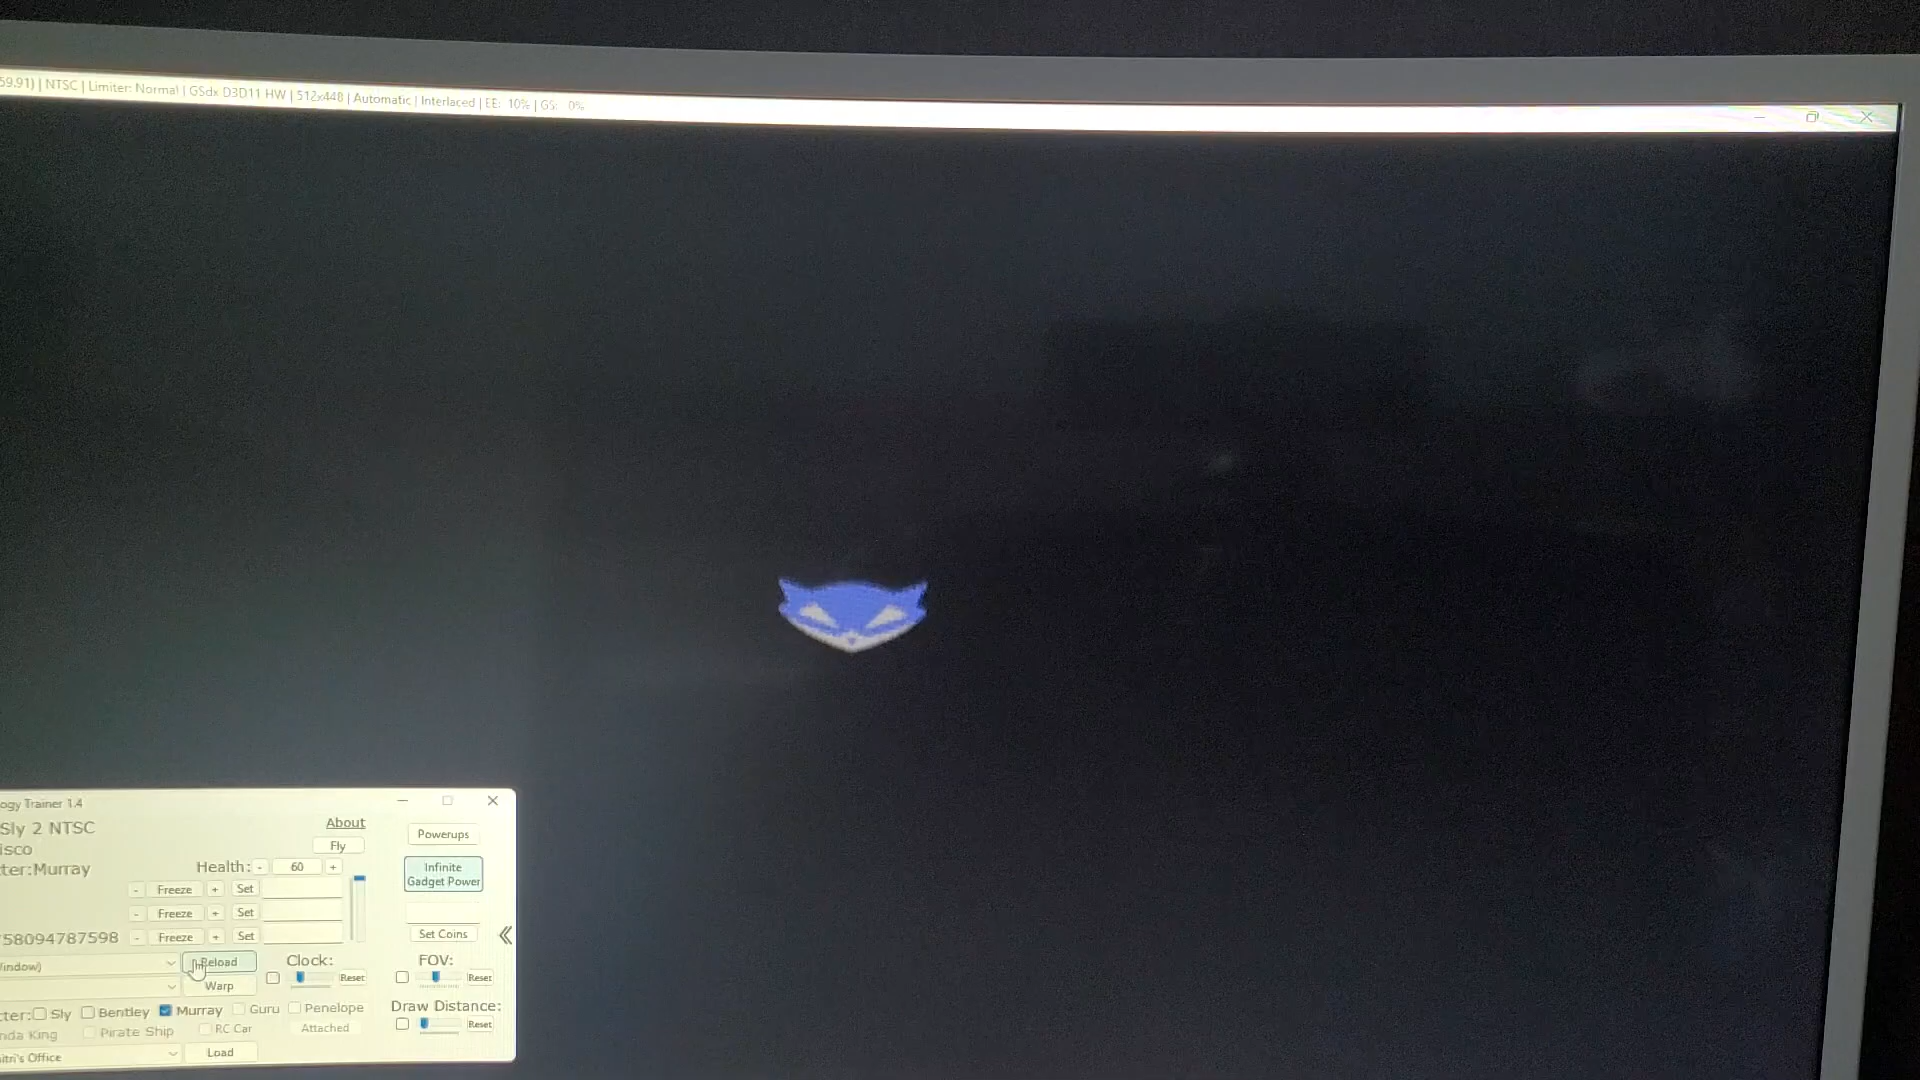 59.91) | NTSC | Limiter: Normal | GSdx D3D11 HW | 512x448 | Automatic | Interlaced | EE: 10% | GS: 0%
ogy Trainer 1.4
Sly 2 NTSC
About
Powerups
isco
Fly
ter:Murray
Health: - 60 +
Infinite
Gadget Power
- Freeze + Set
- Freeze + Set
58094787598 - Freeze + Set
Set Coins
indow)
Reload
Clock:
FOV:
Warp
Reset
Reset
ter: Sly Bentley Murray Guru Penelope
Draw Distance:
nda King Pirate Ship RC Car Attached
Reset
itri's Office
Load